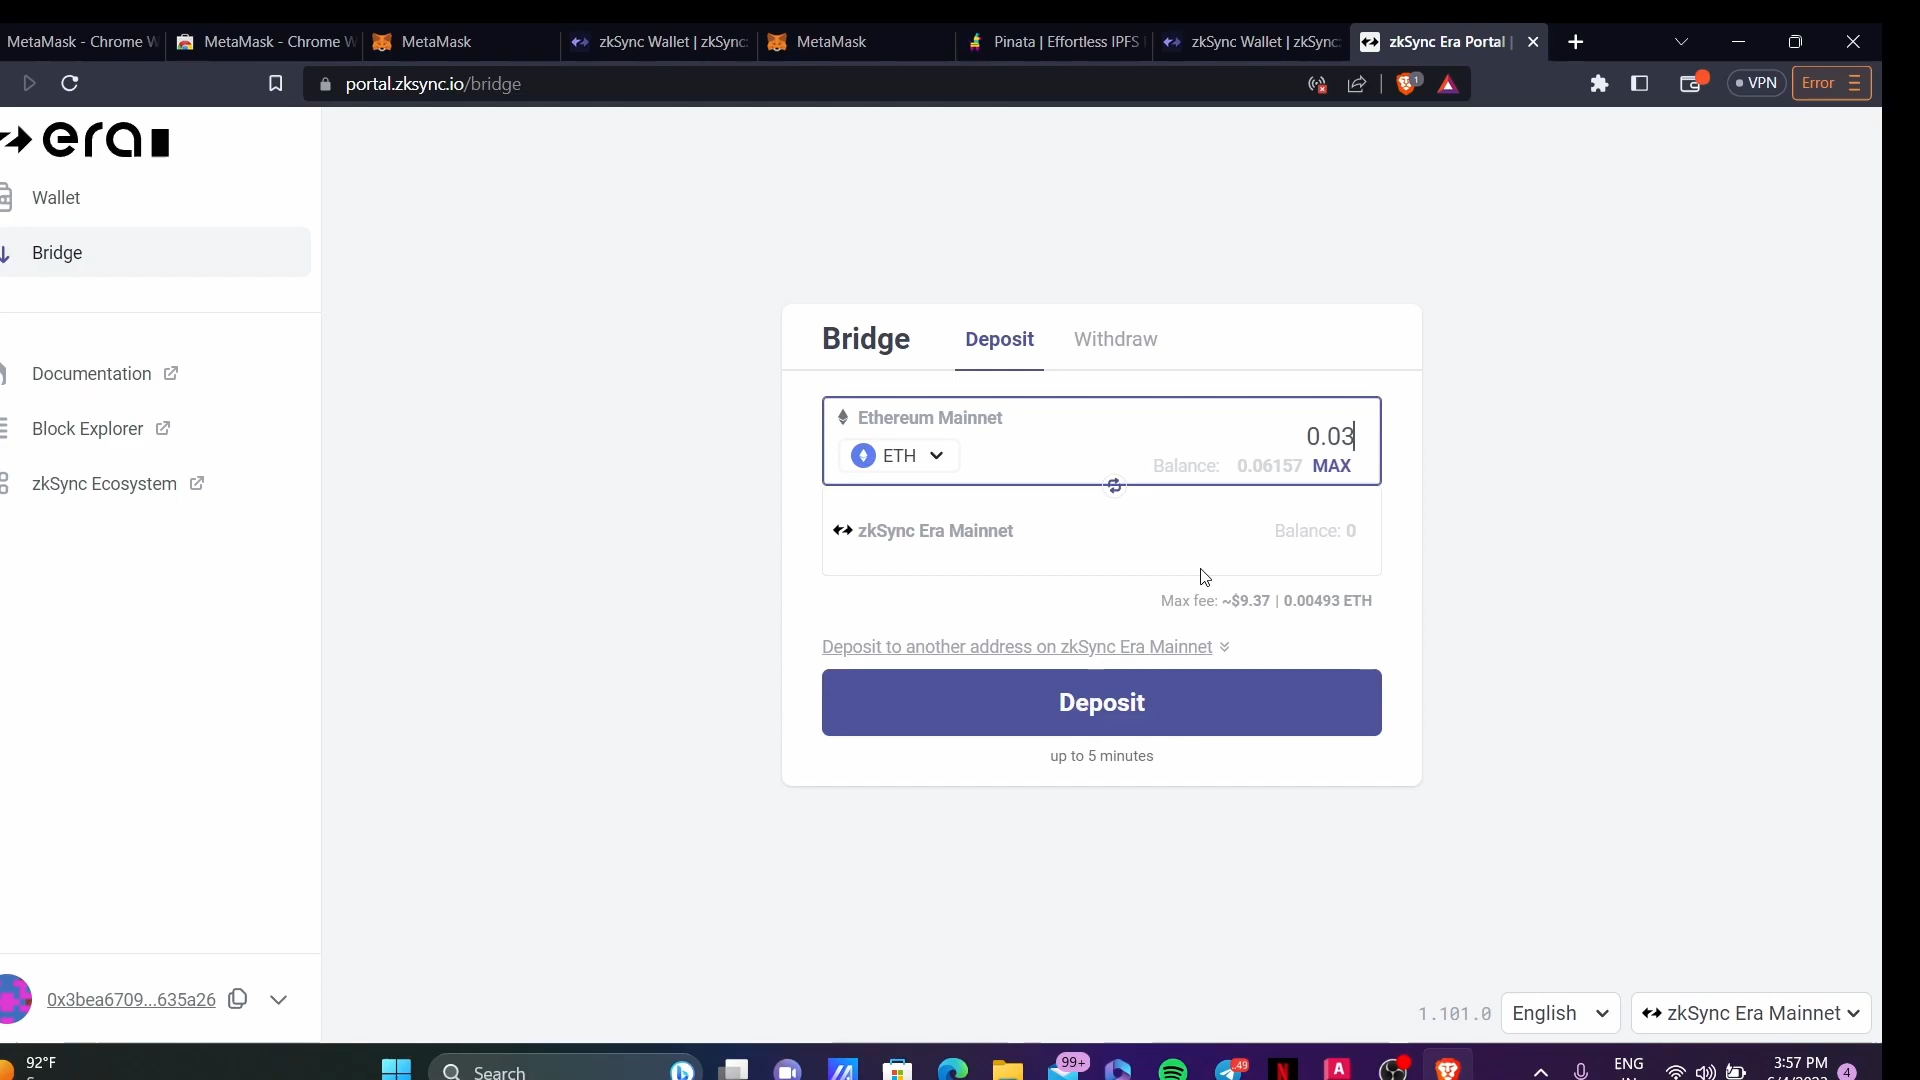 MetaMask - Chrome W
MetaMask - Chrome W
MetaMask
zkSync Wallet | zkSync:
MetaMask
Pinata | Effortless IPFS
zkSync Wallet | zkSync:
zkSync Era Portal |
portal.zksync.io/bridge
1
VPN
Error
era
Wallet
Bridge
Documentation
Block Explorer
zkSync Ecosystem
Bridge
Deposit
Withdraw
Ethereum Mainnet
0.03
ETH
Balance: 0.06157 MAX
zkSync Era Mainnet
Balance: 0
Max fee: ~$9.37 | 0.00493 ETH
Deposit to another address on zkSync Era Mainnet
Deposit
up to 5 minutes
0x3bea6709...635a26
1.101.0
English
zkSync Era Mainnet
92°F
Search
99+
49
A
ENG
3:57 PM
4